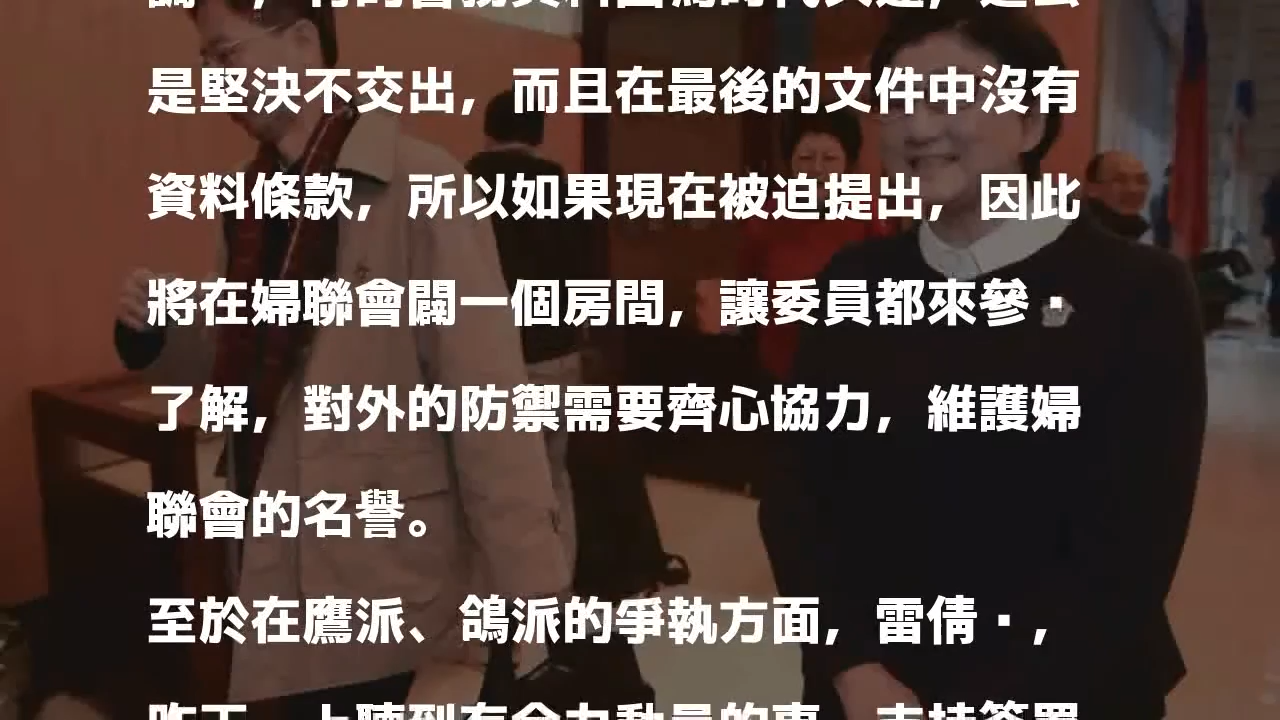 是堅決不交出，而且在最後的文件中沒有
資料條款，所以如果現在被迫提出，因此
將在婦聯會闢一個房間，讓委員都來參·
了解，對外的防禦需要齊心協力，維護婦
聯會的名譽。
至於在鷹派、鴿派的爭執方面，雷倩·，